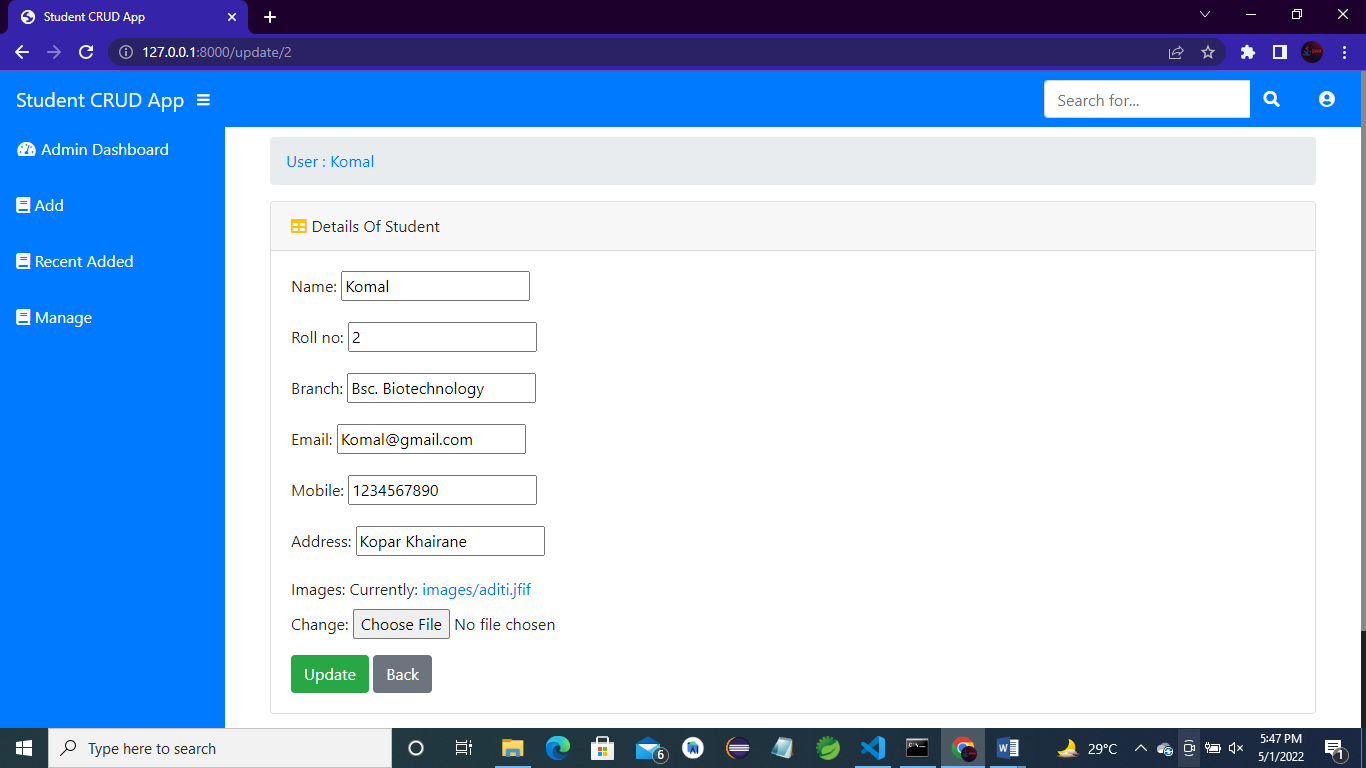 Student CRUD App
127.0.0.1:8000/update/2
Student CRUD App
Search for...
Admin Dashboard
Add
Recent Added
Manage
User : Komal
Details Of Student
Name: Komal
Roll no: 2
Branch: Bsc. Biotechnology
Email: Komal@gmail.com
Mobile: 1234567890
Address: Kopar Khairane
Images: Currently: images/aditi.jfif
Change: Choose File No file chosen
Update Back
Type here to search
6
29°C
5:47 PM
5/1/2022
1